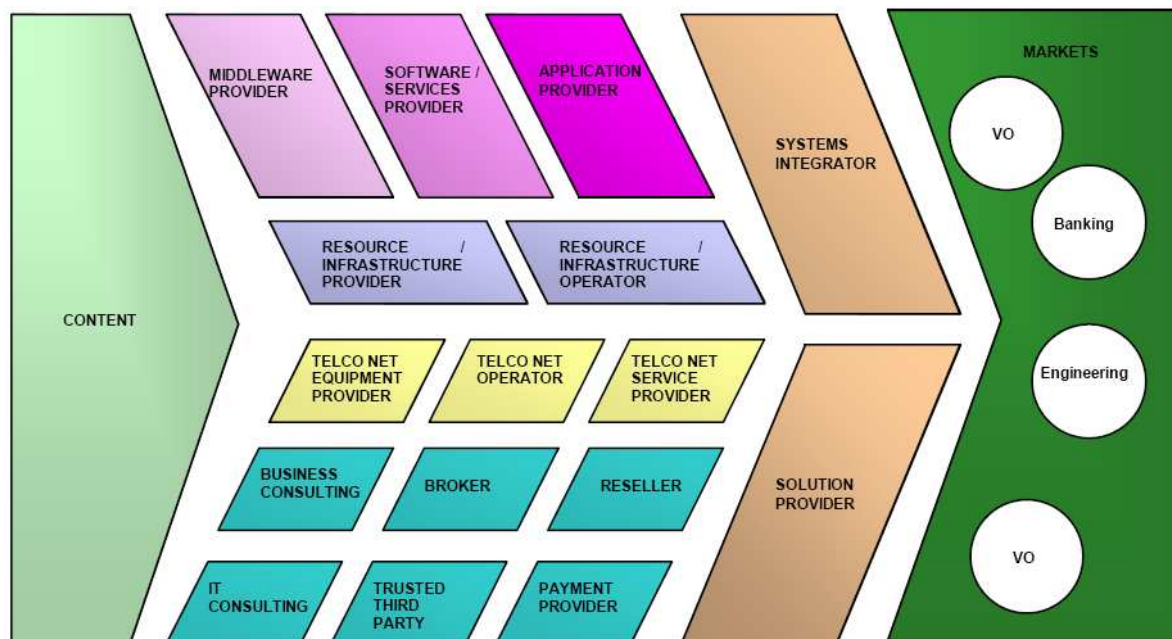 MARKETS
MIDDLEWARE
PROVIDER
SOFTWARE /
SERVICES
PROVIDER
APPLICATION
PROVIDER
SYSTEMS
INTEGRATOR
VO
Banking
RESOURCE /
INFRASTRUCTURE
PROVIDER
RESOURCE /
INFRASTRUCTURE
OPERATOR
CONTENT
TELCO NET
EQUIPMENT
PROVIDER
TELCO NET
OPERATOR
TELCO NET
SERVICE
PROVIDER
Engineering
BUSINESS
CONSULTING
BROKER
RESELLER
SOLUTION
PROVIDER
VO
IT
CONSULTING
TRUSTED
THIRD
PARTY
PAYMENT
PROVIDER